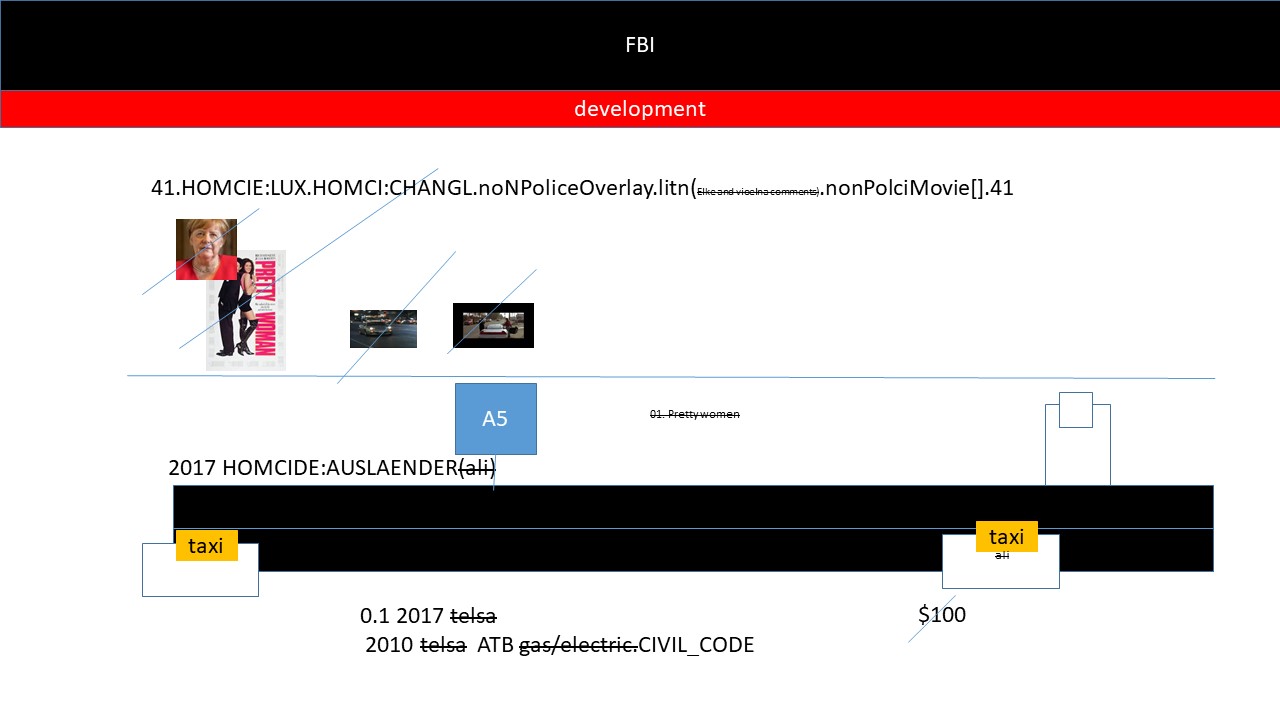 FBI
development
41.HOMCIE:LUX.HOMCI:CHANGL.noNPoliceOverlay.litn(Elke and vioelna comments).nonPolciMovie[].41
PRETTY WOMAN
A5
01. Pretty women
2017 HOMCIDE:AUSLAENDER(ali)
taxi
taxi
ali
0.1 2017 telsa
$100
2010 telsa ATB gas/electric.CIVIL_CODE